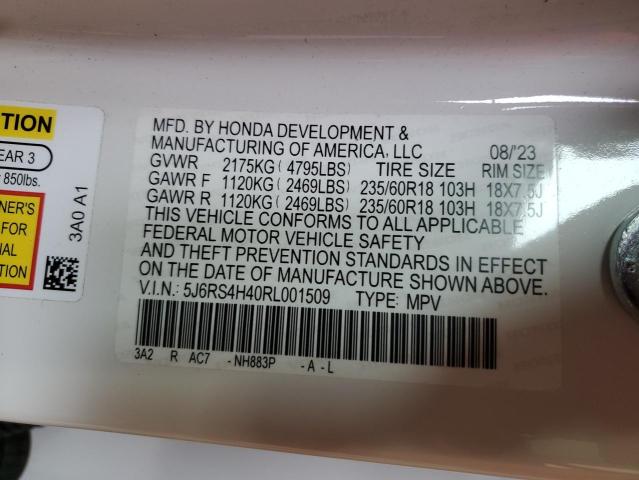 TION
EAR 3
850lbs.
NER'S
FOR
IAL
TION
3A0 A1
MFD. BY HONDA DEVELOPMENT &
MANUFACTURING OF AMERICA, LLC 08/'23
GVWR 2175KG ( 4795LBS) TIRE SIZE RIM SIZE
GAWR F 1120KG ( 2469LBS) 235/60R18 103H 18X7.5J
GAWR R 1120KG ( 2469LBS) 235/60R18 103H 18X7.5J
THIS VEHICLE CONFORMS TO ALL APPLICABLE
FEDERAL MOTOR VEHICLE SAFETY
AND THEFT PREVENTION STANDARDS IN EFFECT
ON THE DATE OF MANUFACTURE SHOWN ABOVE.
V.I.N.: 5J6RS4H40RL001509 TYPE: MPV
3A2 R AC7 -NH883P -A -L